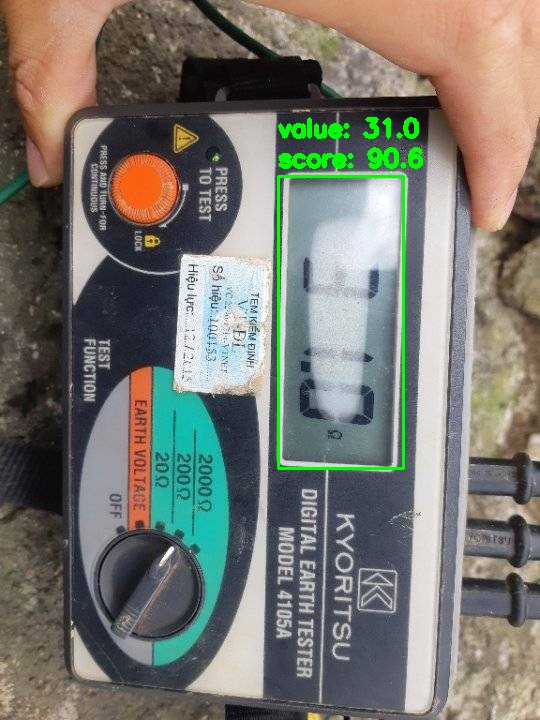 value: 31.0
score: 90.6
PRESS
TO TEST
PRESS AND TURN-FOR
CONTINUOUS
LOCK
TEM KIỂM ĐỊNH
Số hiệu:
Hiệu lực: 12/2015
TEST
FUNCTION
2000Ω
200Ω
20Ω
EARTH VOLTAGE
OFF
Ω
KYORITSU
DIGITAL EARTH TESTER
MODEL 4105A